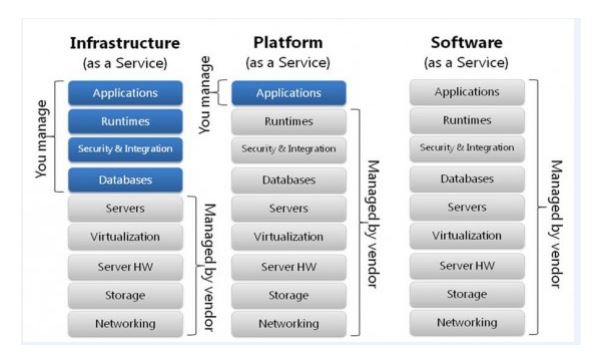 Infrastructure
(as a Service)
You manage
Applications
Runtimes
Security & Integration
Databases
Servers
Virtualization
Server HW
Storage
Networking
Managed by vendor
Platform
(as a Service)
You manage
Applications
Runtimes
Security & Integration
Databases
Servers
Virtualization
Server HW
Storage
Networking
Managed by vendor
Software
(as a Service)
Applications
Runtimes
Security & Integration
Databases
Servers
Virtualization
Server HW
Storage
Networking
Managed by vendor